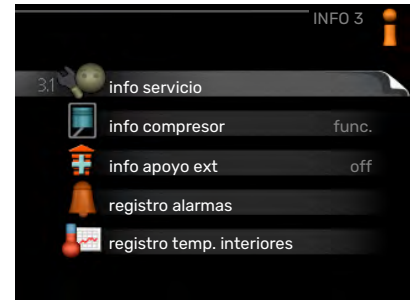 INFO 3
3.1 info servicio
info compresor func.
info apoyo ext off
registro alarmas
registro temp. interiores